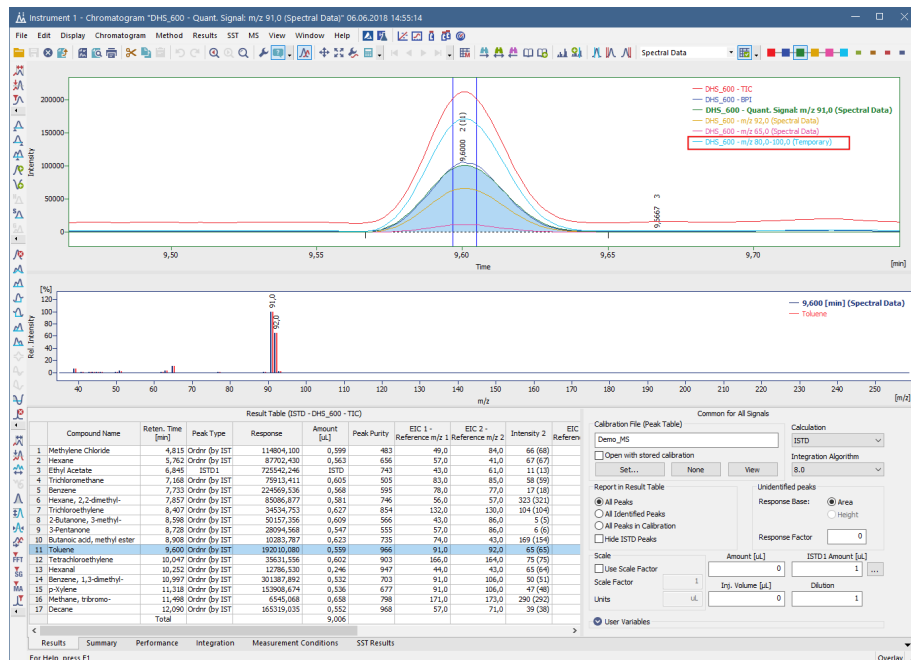 Instrument 1 - Chromatogram "DHS_600 - Quant. Signal: m/z 91,0 (Spectral Data)" 06.06.2018 14:55:14
File Edit Display Chromatogram Method Results SST MS View Window Help
Spectral Data
Intensity
200000
150000
100000
50000
0
9,6000 2 (11)
9,6667 3
DHS_600 - TIC
DHS_600 - BPI
DHS_600 - Quant. Signal: m/z 91,0 (Spectral Data)
DHS_600 - m/z 92,0 (Spectral Data)
DHS_600 - m/z 65,0 (Spectral Data)
DHS_600 - m/z 80,0-100,0 (Temporary)
9,50 9,55 9,60 9,65 9,70
Time
[min]
[%]
Rel. Intensity
120
100
80
60
40
20
0
91,0
92,0
9,600 [min] (Spectral Data)
Toluene
40 50 60 70 80 90 100 110 120 130 140 150 160 170 180 190 200 210 220 230 240 250
m/z
[m/z]
Result Table (ISTD - DHS_600 - TIC)
Compound Name Reten. Time [min] Peak Type Response Amount [uL] Peak Purity EIC 1 - Reference m/z 1 EIC 2 - Reference m/z 2 Intensity 2 EIC Referen
1 Methylene Chloride 4,815 Ordnr (by IST 114804,100 0,599 483 49,0 84,0 66 (68)
2 Hexane 5,762 Ordnr (by IST 87702,430 0,563 656 57,0 41,0 67 (67)
3 Ethyl Acetate 6,845 ISTD1 725542,246 ISTD 743 43,0 61,0 11 (13)
4 Trichloromethane 7,168 Ordnr (by IST 75913,411 0,605 505 83,0 85,0 58 (59)
5 Benzene 7,733 Ordnr (by IST 224569,536 0,568 595 78,0 77,0 17 (18)
6 Hexane, 2,2-dimethyl- 7,857 Ordnr (by IST 85086,877 0,581 746 56,0 57,0 323 (321)
7 Trichloroethylene 8,407 Ordnr (by IST 34534,753 0,627 854 132,0 130,0 104 (104)
8 2-Butanone, 3-methyl- 8,598 Ordnr (by IST 50157,356 0,609 566 43,0 86,0 5 (5)
9 3-Pentanone 8,728 Ordnr (by IST 28094,568 0,547 555 57,0 86,0 6 (6)
10 Butanoic acid, methyl ester 8,908 Ordnr (by IST 10283,787 0,623 735 74,0 43,0 169 (154)
11 Toluene 9,600 Ordnr (by IST 192010,080 0,559 966 91,0 92,0 65 (65)
12 Tetrachloroethylene 10,047 Ordnr (by IST 35631,556 0,602 903 166,0 164,0 75 (75)
13 Hexanal 10,252 Ordnr (by IST 12786,530 0,246 947 44,0 43,0 65 (64)
14 Benzene, 1,3-dimethyl- 10,997 Ordnr (by IST 301387,892 0,532 703 91,0 106,0 50 (51)
15 p-Xylene 11,318 Ordnr (by IST 153908,674 0,536 677 91,0 106,0 47 (48)
16 Methane, tribromo- 11,498 Ordnr (by IST 6545,068 0,658 798 171,0 173,0 290 (292)
17 Decane 12,090 Ordnr (by IST 165319,035 0,552 968 57,0 71,0 39 (38)
Total 9,006
Common for All Signals
Calibration File (Peak Table)
Demo_MS
Open with stored calibration
Set... None View
Calculation
ISTD
Integration Algorithm
8.0
Report in Result Table
All Peaks
All Identified Peaks
All Peaks in Calibration
Hide ISTD Peaks
Unidentified peaks
Response Base: Area
Height
Response Factor 0
Scale
Use Scale Factor
Scale Factor 1
Units uL
Amount [uL] ISTD1 Amount [uL]
0 1 ...
Inj. Volume [uL] Dilution
0 1
User Variables
Results Summary Performance Integration Measurement Conditions SST Results
For Help, press F1
Overlay